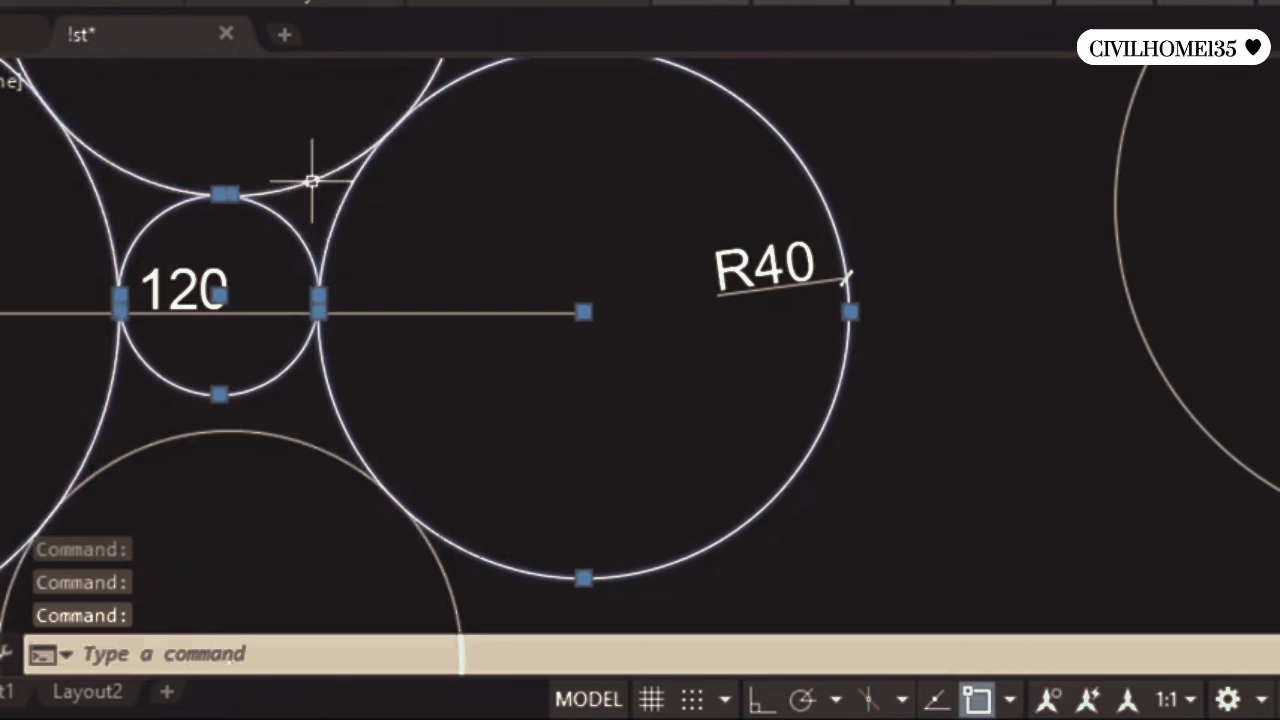 !st*
CIVILHOME135 ♥
R40
120
Command:
Command:
Command:
Type a command
Layout2
MODEL
1:1